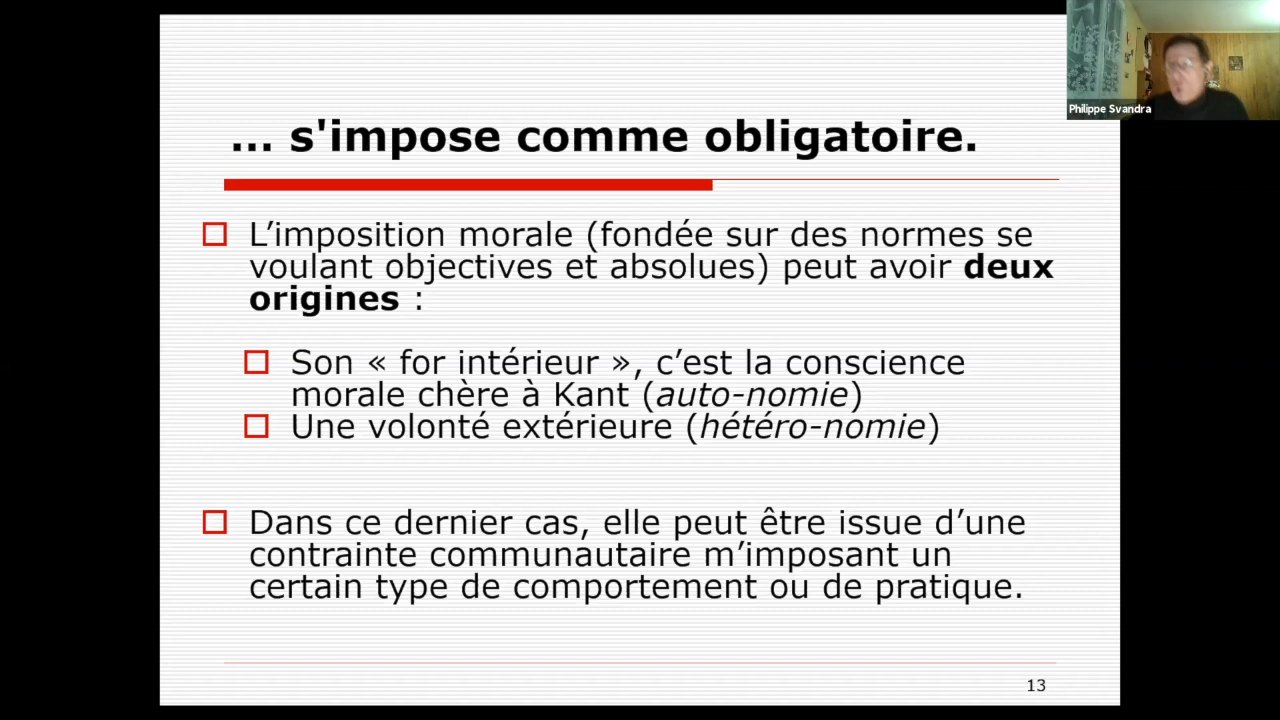 ... s'impose comme obligatoire.
L’imposition morale (fondée sur des normes se
voulant objectives et absolues) peut avoir deux
origines :
Son « for intérieur », c’est la conscience
morale chère à Kant (auto-nomie)
Une volonté extérieure (hétéro-nomie)
Dans ce dernier cas, elle peut être issue d’une
contrainte communautaire m’imposant un
certain type de comportement ou de pratique.
13
Philippe Svandra